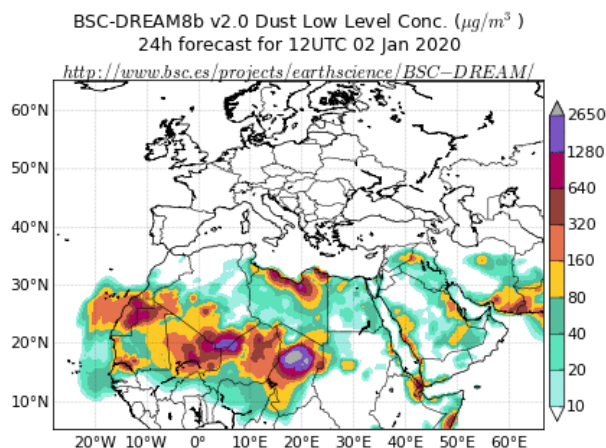 BSC-DREAM8b v2.0 Dust Low Level Conc. (μg/m³ )
24h forecast for 12UTC 02 Jan 2020
http://www.bsc.es/projects/earthscience/BSC−DREAM/
60°N
50°N
40°N
30°N
20°N
10°N
20°W 10°W 0° 10°E 20°E 30°E 40°E 50°E 60°E
2650
1280
640
320
160
80
40
20
10